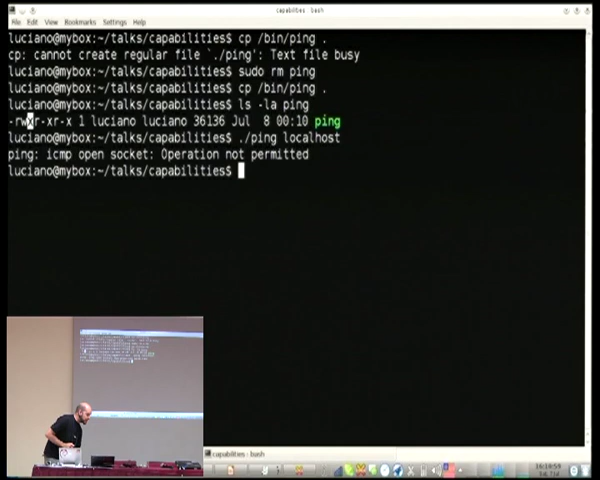 capabilities : bash
File Edit View Bookmarks Settings Help
luciano@mybox:~/talks/capabilities$ cp /bin/ping .
cp: cannot create regular file `./ping': Text file busy
luciano@mybox:~/talks/capabilities$ sudo rm ping
luciano@mybox:~/talks/capabilities$ cp /bin/ping .
luciano@mybox:~/talks/capabilities$ ls -la ping
-rwxr-xr-x 1 luciano luciano 36136 Jul  8 00:10 ping
luciano@mybox:~/talks/capabilities$ ./ping localhost
ping: icmp open socket: Operation not permitted
luciano@mybox:~/talks/capabilities$
capabilities : bash